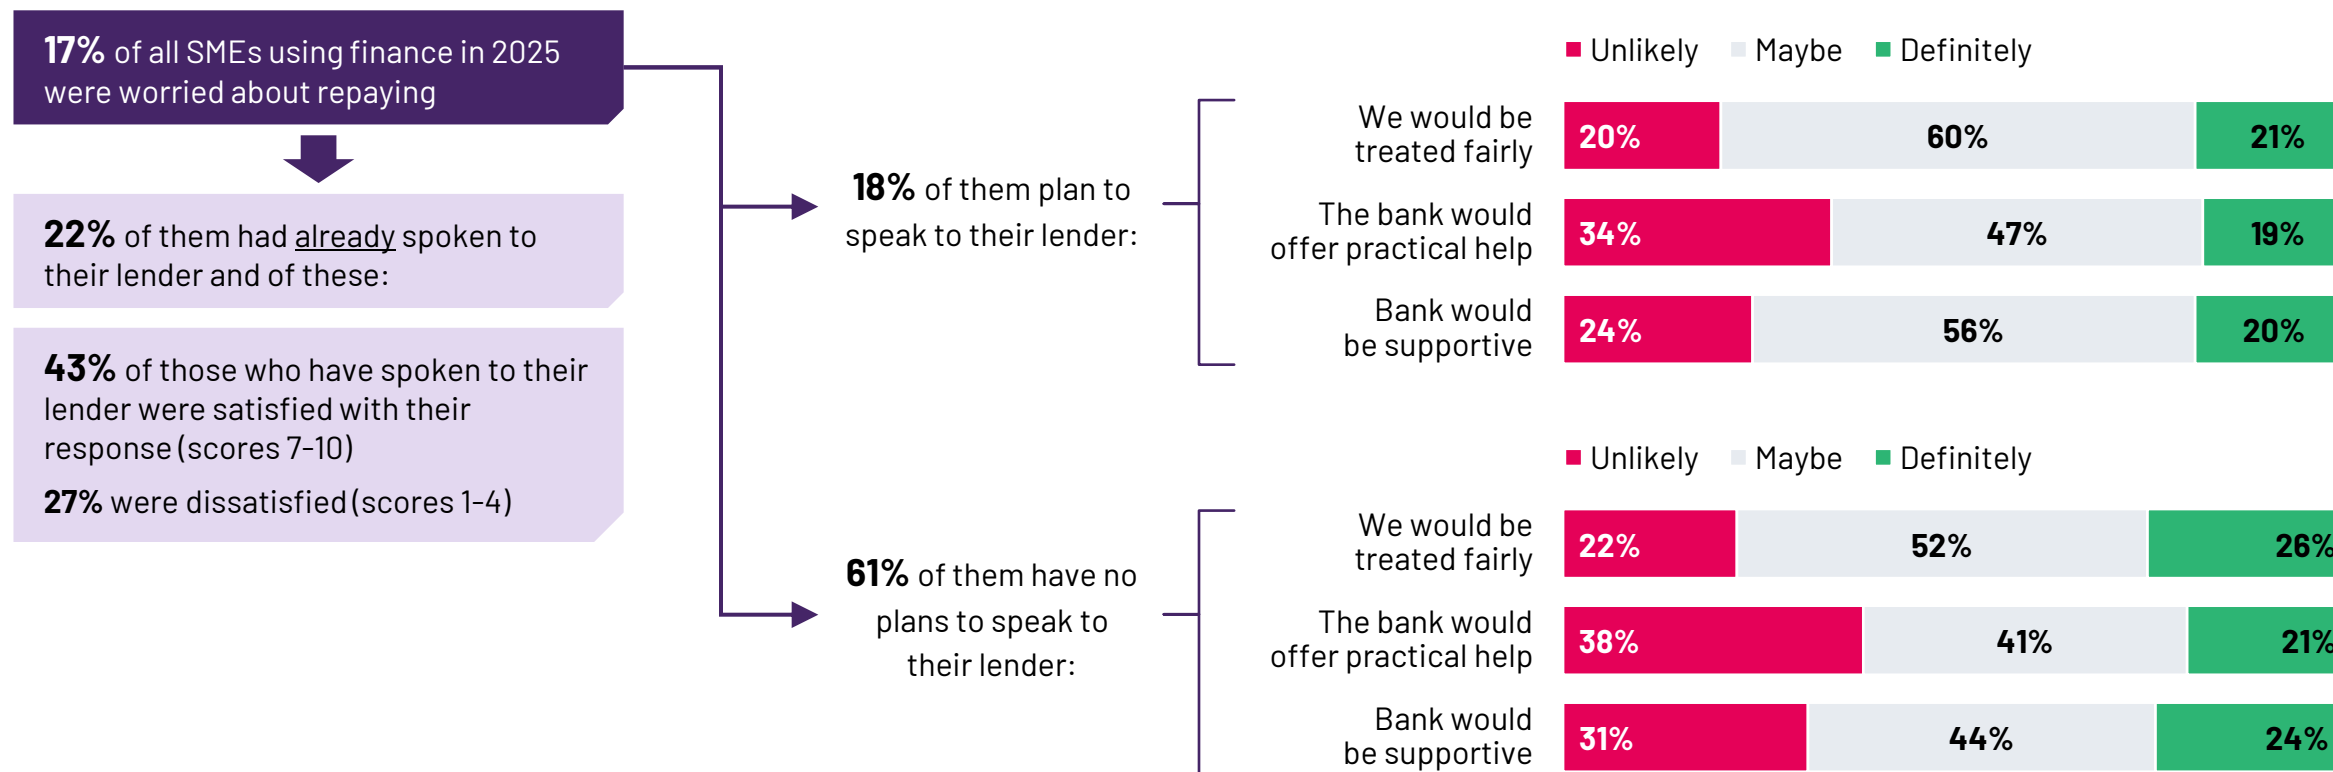 17% of all SMEs using finance in 2025
were worried about repaying
22% of them had already spoken to
their lender and of these:
43% of those who have spoken to their
lender were satisfied with their
response (scores 7-10)
27% were dissatisfied (scores 1-4)
18% of them plan to
speak to their lender:
Unlikely Maybe Definitely
We would be
treated fairly
20% 60% 21%
The bank would
offer practical help
34% 47% 19%
Bank would
be supportive
24% 56% 20%
61% of them have no
plans to speak to
their lender:
Unlikely Maybe Definitely
We would be
treated fairly
22% 52% 26%
The bank would
offer practical help
38% 41% 21%
Bank would
be supportive
31% 44% 24%